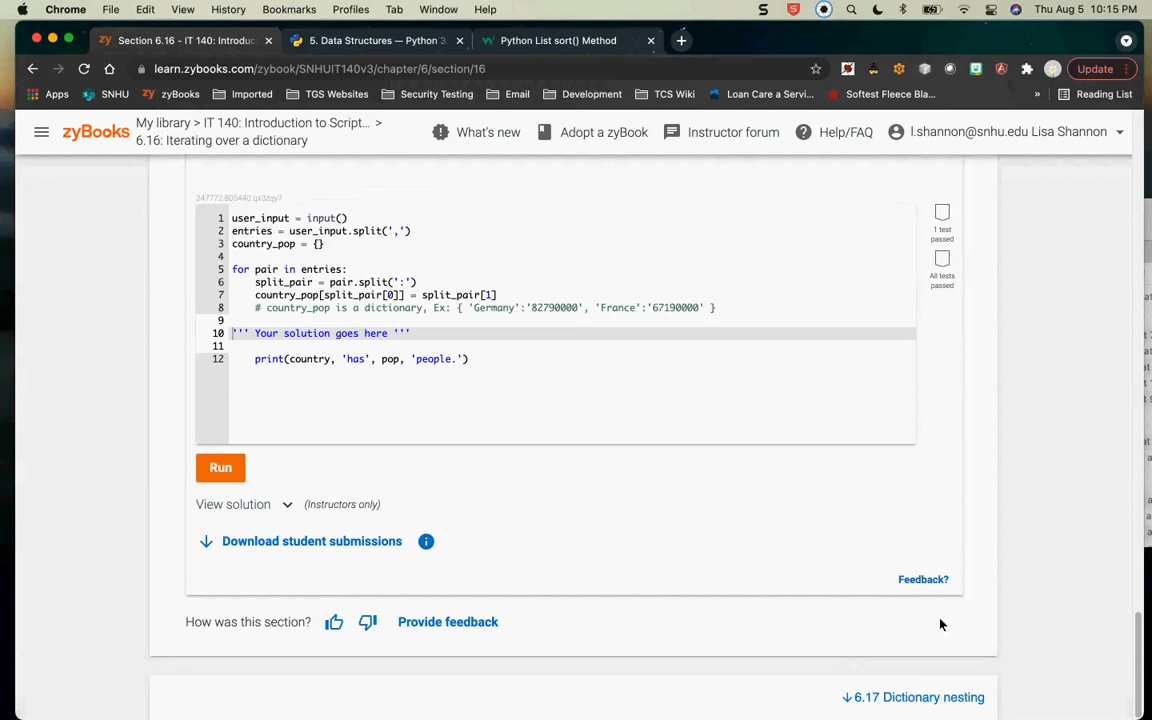 Chrome File Edit View History Bookmarks Profiles Tab Window Help Thu Aug 5 10:15 PM
Section 6.16 - IT 140: Introduc 5. Data Structures — Python 3. Python List sort() Method
learn.zybooks.com/zybook/SNHUIT140v3/chapter/6/section/16 Update
Apps SNHU zyBooks Imported TGS Websites Security Testing Email Development TCS Wiki Loan Care a Servi... Softest Fleece Bla... » Reading List
zyBooks My library > IT 140: Introduction to Script... > What's new Adopt a zyBook Instructor forum Help/FAQ l.shannon@snhu.edu Lisa Shannon
6.16: Iterating over a dictionary
247772.805440.qx3zqy7
1 user_input = input()
2 entries = user_input.split(',')
3 country_pop = {}
4
5 for pair in entries:
6 split_pair = pair.split(':')
7 country_pop[split_pair[0]] = split_pair[1]
8 # country_pop is a dictionary, Ex: { 'Germany':'82790000', 'France':'67190000' }
9
10 ''' Your solution goes here '''
11
12 print(country, 'has', pop, 'people.')
1 test
passed
All tests
passed
Run
View solution (Instructors only)
Download student submissions
Feedback?
How was this section? Provide feedback
6.17 Dictionary nesting